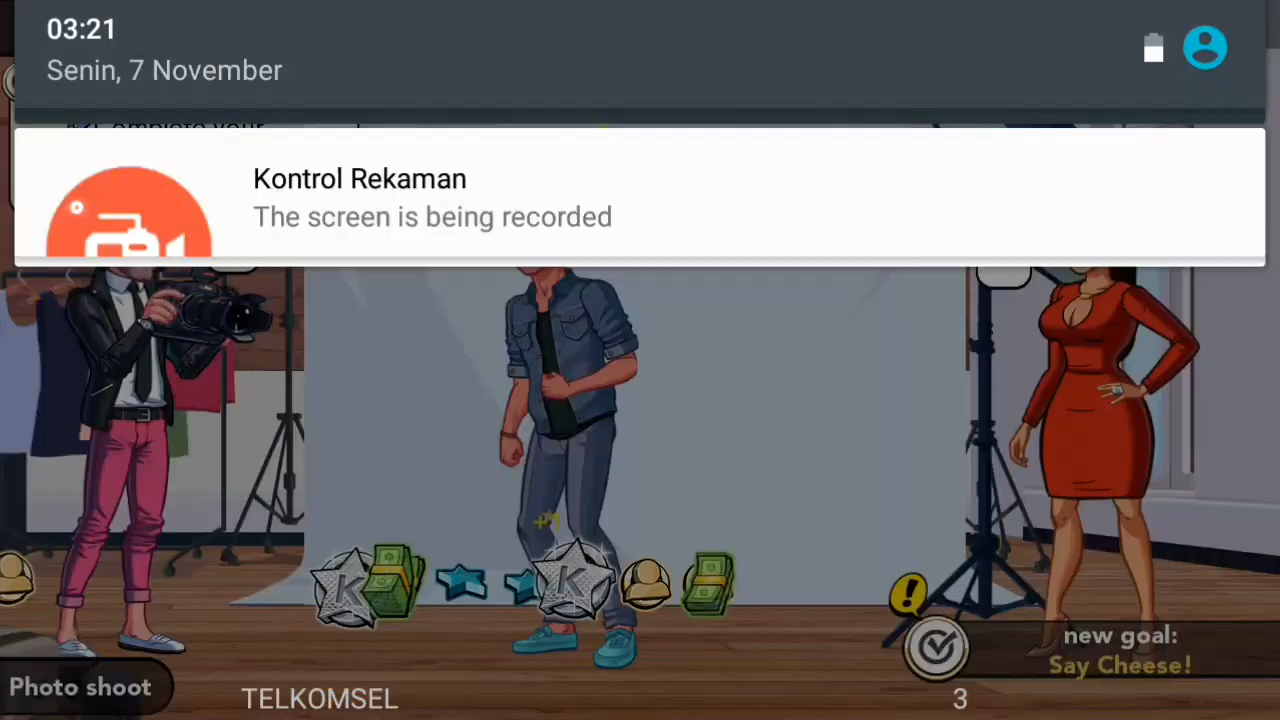 03:21
Senin, 7 November
Kontrol Rekaman
The screen is being recorded
K
K
new goal:
Say Cheese!
Photo shoot
TELKOMSEL
3